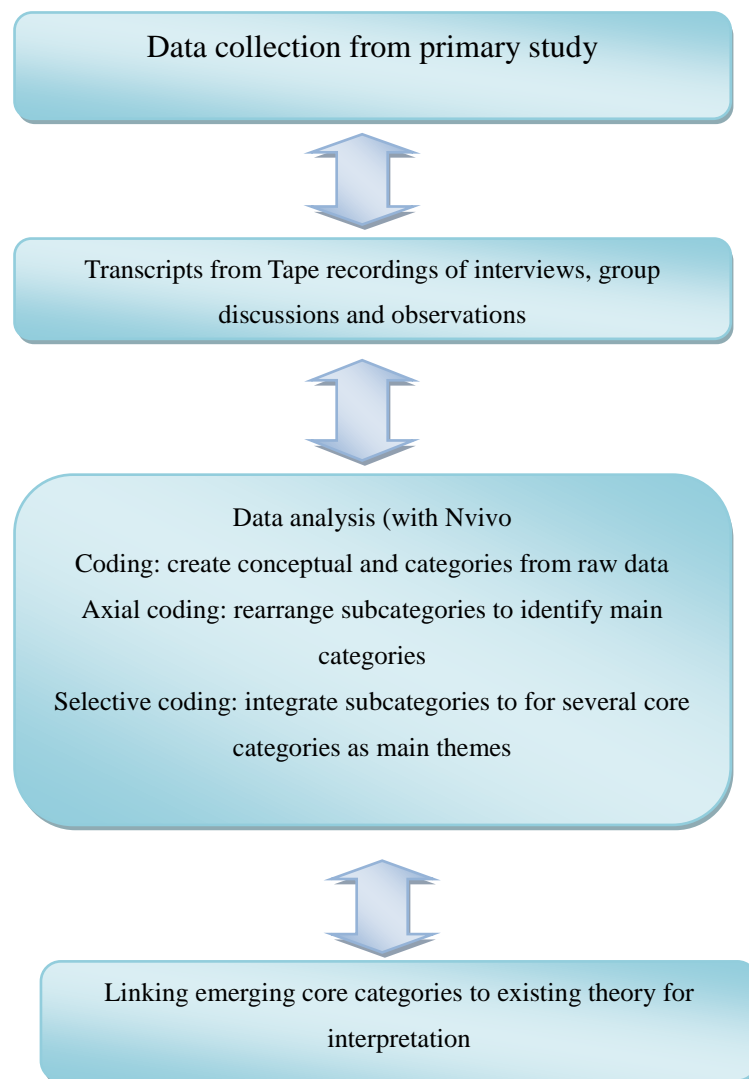 Data collection from primary study
Transcripts from Tape recordings of interviews, group
discussions and observations
Data analysis (with Nvivo
Coding: create conceptual and categories from raw data
Axial coding: rearrange subcategories to identify main
categories
Selective coding: integrate subcategories to for several core
categories as main themes
Linking emerging core categories to existing theory for
interpretation